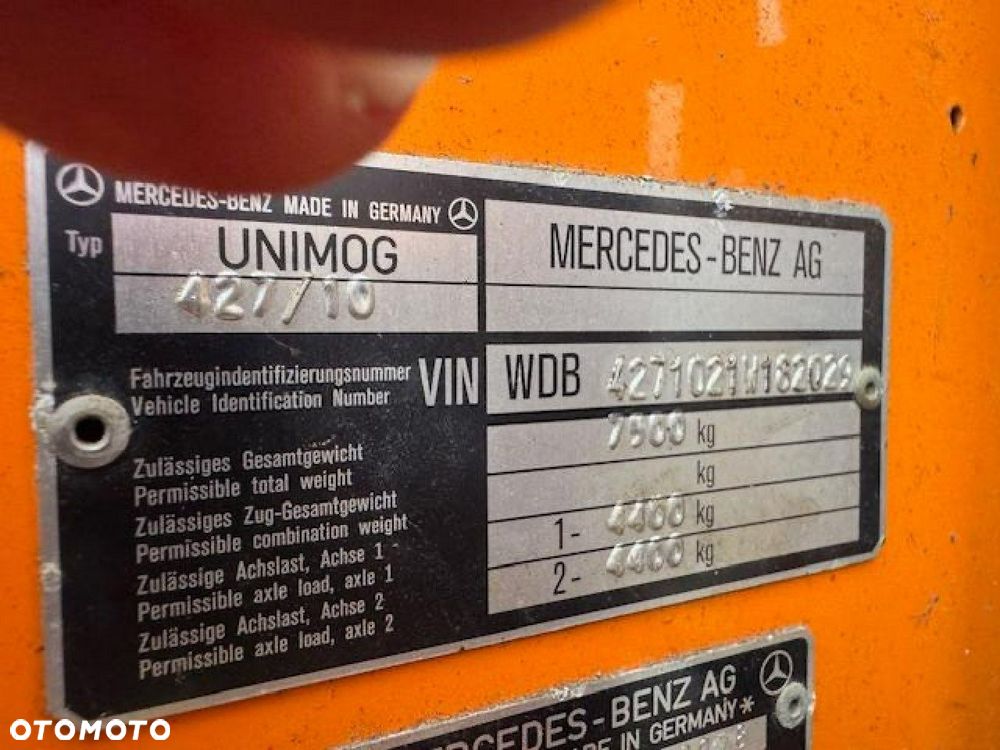 MERCEDES-BENZ MADE IN GERMANY
Typ UNIMOG
427/10
MERCEDES-BENZ AG
Fahrzeugindentifizierungsnummer
Vehicle Identification Number
VIN WDB 4271021W182029
Zulässiges Gesamtgewicht
Permissible total weight
7500 kg
Zulässiges Zug-Gesamtgewicht
Permissible combination weight
kg
Zulässige Achslast, Achse 1
Permissible axle load, axle 1
1- 4400 kg
Zulässige Achslast, Achse 2
Permissible axle load, axle 2
2- 4400 kg
MERCEDES-BENZ AG
MADE IN GERMANY*
OTOMOTO